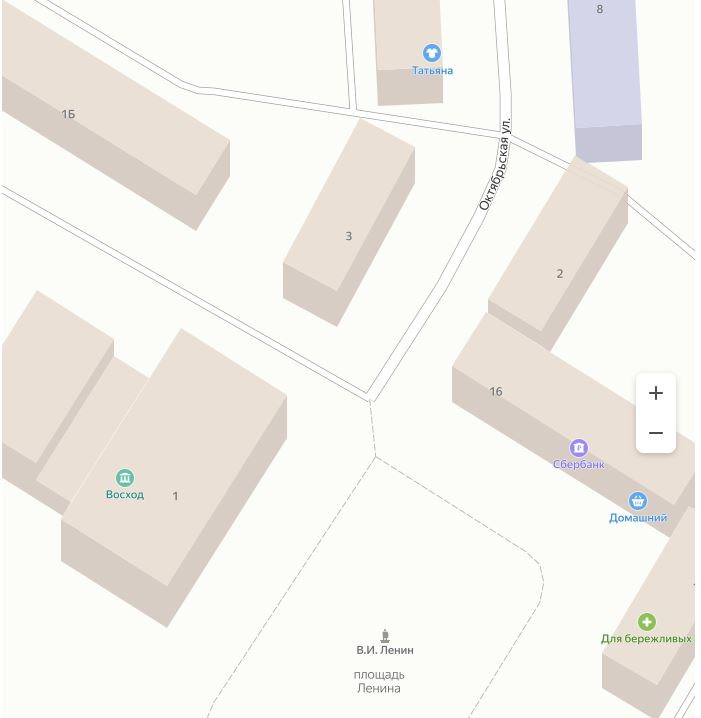 8
Татьяна
1Б
Октябрьская ул.
3
2
16
Сбербанк
Восход
1
Домашний
Для бережливых
В.И. Ленин
площадь
Ленина